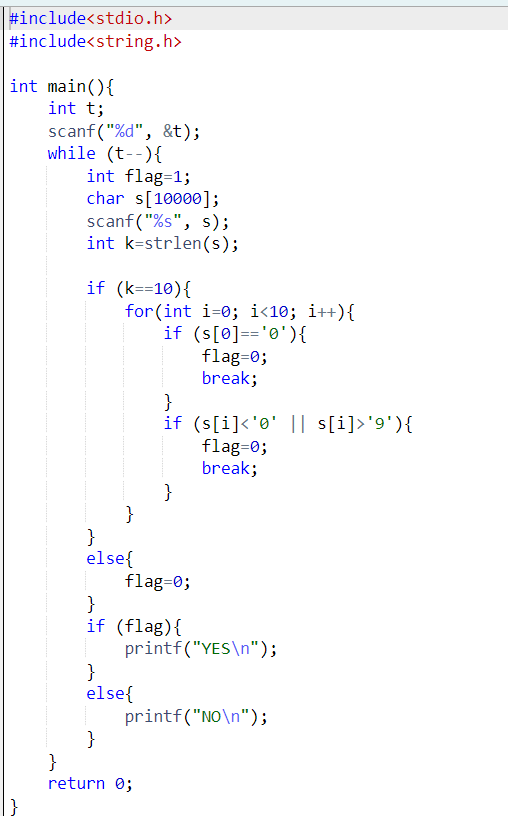 #include<stdio.h>
#include<string.h>

int main(){
    int t;
    scanf("%d", &t);
    while (t--){
        int flag=1;
        char s[10000];
        scanf("%s", s);
        int k=strlen(s);

        if (k==10){
            for(int i=0; i<10; i++){
                if (s[0]=='0'){
                    flag=0;
                    break;
                }
                if (s[i]<'0' || s[i]>'9'){
                    flag=0;
                    break;
                }
            }
        }
        else{
            flag=0;
        }
        if (flag){
            printf("YES\n");
        }
        else{
            printf("NO\n");
        }
    }
    return 0;
}